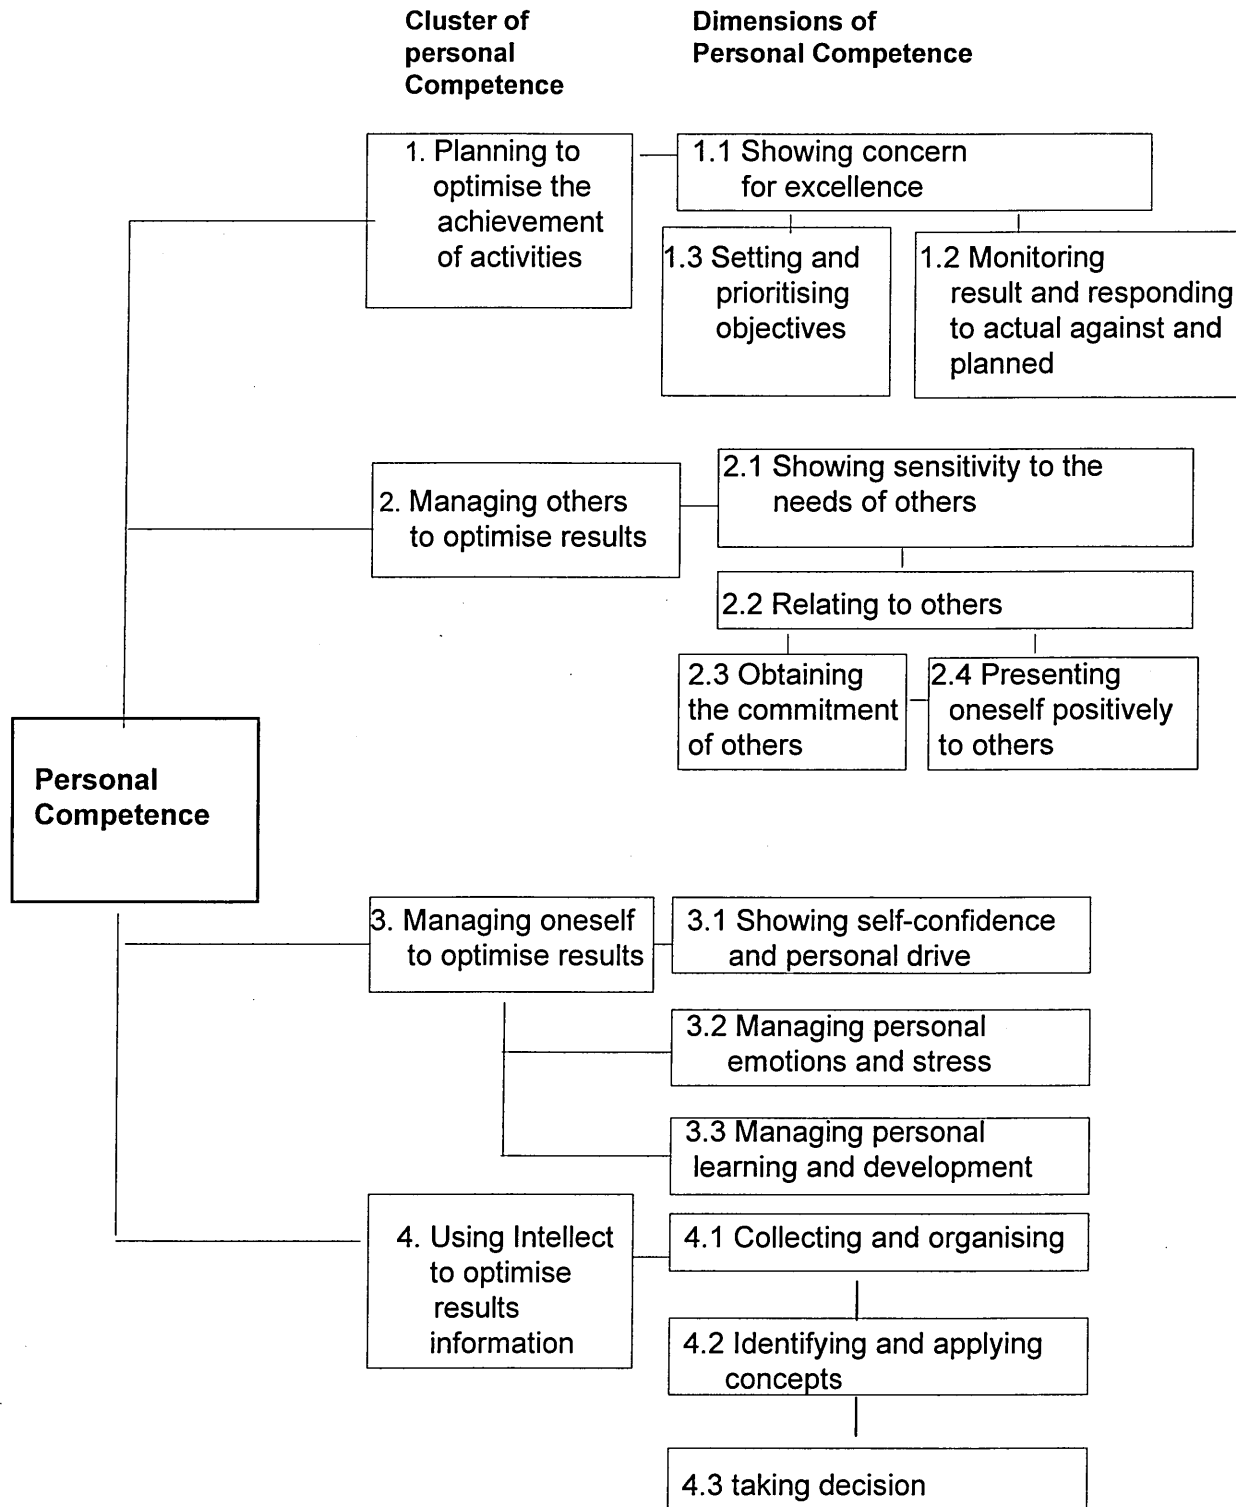 Cluster of
personal
Competence
Dimensions of
Personal Competence
1. Planning to
optimise the
achievement
of activities
1.1 Showing concern
for excellence
1.3 Setting and
prioritising
objectives
1.2 Monitoring
result and responding
to actual against and
planned
2. Managing others
to optimise results
2.1 Showing sensitivity to the
needs of others
2.2 Relating to others
2.3 Obtaining
the commitment
of others
2.4 Presenting
oneself positively
to others
Personal
Competence
3. Managing oneself
to optimise results
3.1 Showing self-confidence
and personal drive
3.2 Managing personal
emotions and stress
3.3 Managing personal
learning and development
4. Using Intellect
to optimise
results
information
4.1 Collecting and organising
4.2 Identifying and applying
concepts
4.3 taking decision